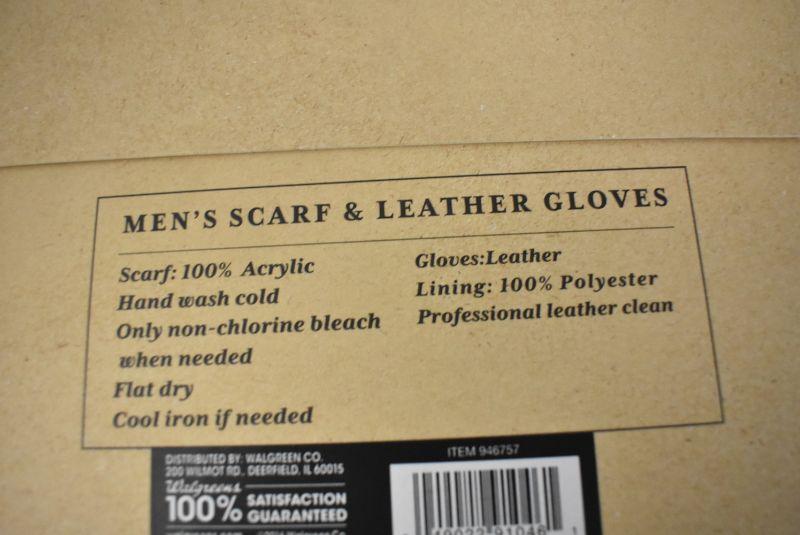 MEN'S SCARF & LEATHER GLOVES
Scarf: 100% Acrylic
Hand wash cold
Only non-chlorine bleach
when needed
Flat dry
Cool iron if needed
Gloves:Leather
Lining: 100% Polyester
Professional leather clean
DISTRIBUTED BY: WALGREEN CO.
200 WILMOT RD., DEERFIELD, IL 60015
Walgreens
100% SATISFACTION
GUARANTEED
ITEM 946757